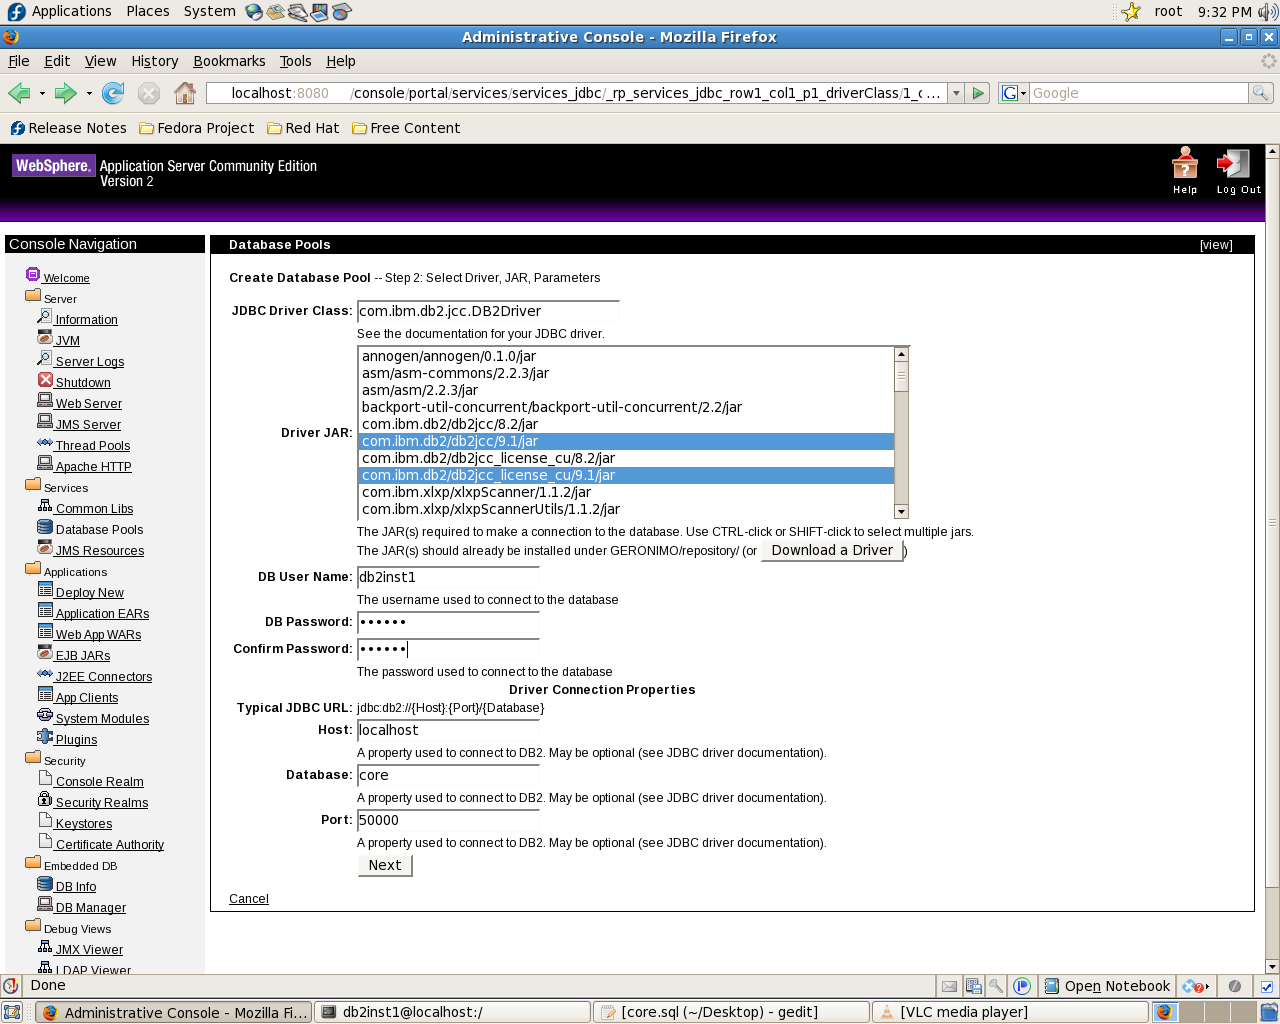 Applications Places System root 9:32 PM
Administrative Console - Mozilla Firefox
File Edit View History Bookmarks Tools Help
localhost:8080 /console/portal/services/services_jdbc/_rp_services_jdbc_row1_col1_p1_driverClass/1_c ... G Google
Release Notes Fedora Project Red Hat Free Content
WebSphere. Application Server Community Edition
Version 2
Help Log Out
Console Navigation
Welcome
Server
Information
JVM
Server Logs
Shutdown
Web Server
JMS Server
Thread Pools
Apache HTTP
Services
Common Libs
Database Pools
JMS Resources
Applications
Deploy New
Application EARs
Web App WARs
EJB JARs
J2EE Connectors
App Clients
System Modules
Plugins
Security
Console Realm
Security Realms
Keystores
Certificate Authority
Embedded DB
DB Info
DB Manager
Debug Views
JMX Viewer
LDAP Viewer
Database Pools [view]
Create Database Pool -- Step 2: Select Driver, JAR, Parameters
JDBC Driver Class: com.ibm.db2.jcc.DB2Driver
See the documentation for your JDBC driver.
Driver JAR:
annogen/annogen/0.1.0/jar
asm/asm-commons/2.2.3/jar
asm/asm/2.2.3/jar
backport-util-concurrent/backport-util-concurrent/2.2/jar
com.ibm.db2/db2jcc/8.2/jar
com.ibm.db2/db2jcc/9.1/jar
com.ibm.db2/db2jcc_license_cu/8.2/jar
com.ibm.db2/db2jcc_license_cu/9.1/jar
com.ibm.xlxp/xlxpScanner/1.1.2/jar
com.ibm.xlxp/xlxpScannerUtils/1.1.2/jar
The JAR(s) required to make a connection to the database. Use CTRL-click or SHIFT-click to select multiple jars.
The JAR(s) should already be installed under GERONIMO/repository/ (or Download a Driver )
DB User Name: db2inst1
The username used to connect to the database
DB Password: ••••••
Confirm Password: ••••••
The password used to connect to the database
Driver Connection Properties
Typical JDBC URL: jdbc:db2://{Host}:{Port}/{Database}
Host: localhost
A property used to connect to DB2. May be optional (see JDBC driver documentation).
Database: core
A property used to connect to DB2. May be optional (see JDBC driver documentation).
Port: 50000
A property used to connect to DB2. May be optional (see JDBC driver documentation).
Next
Cancel
Done Open Notebook
Administrative Console - Mozilla Fi... db2inst1@localhost:/ [core.sql (~/Desktop) - gedit] [VLC media player]